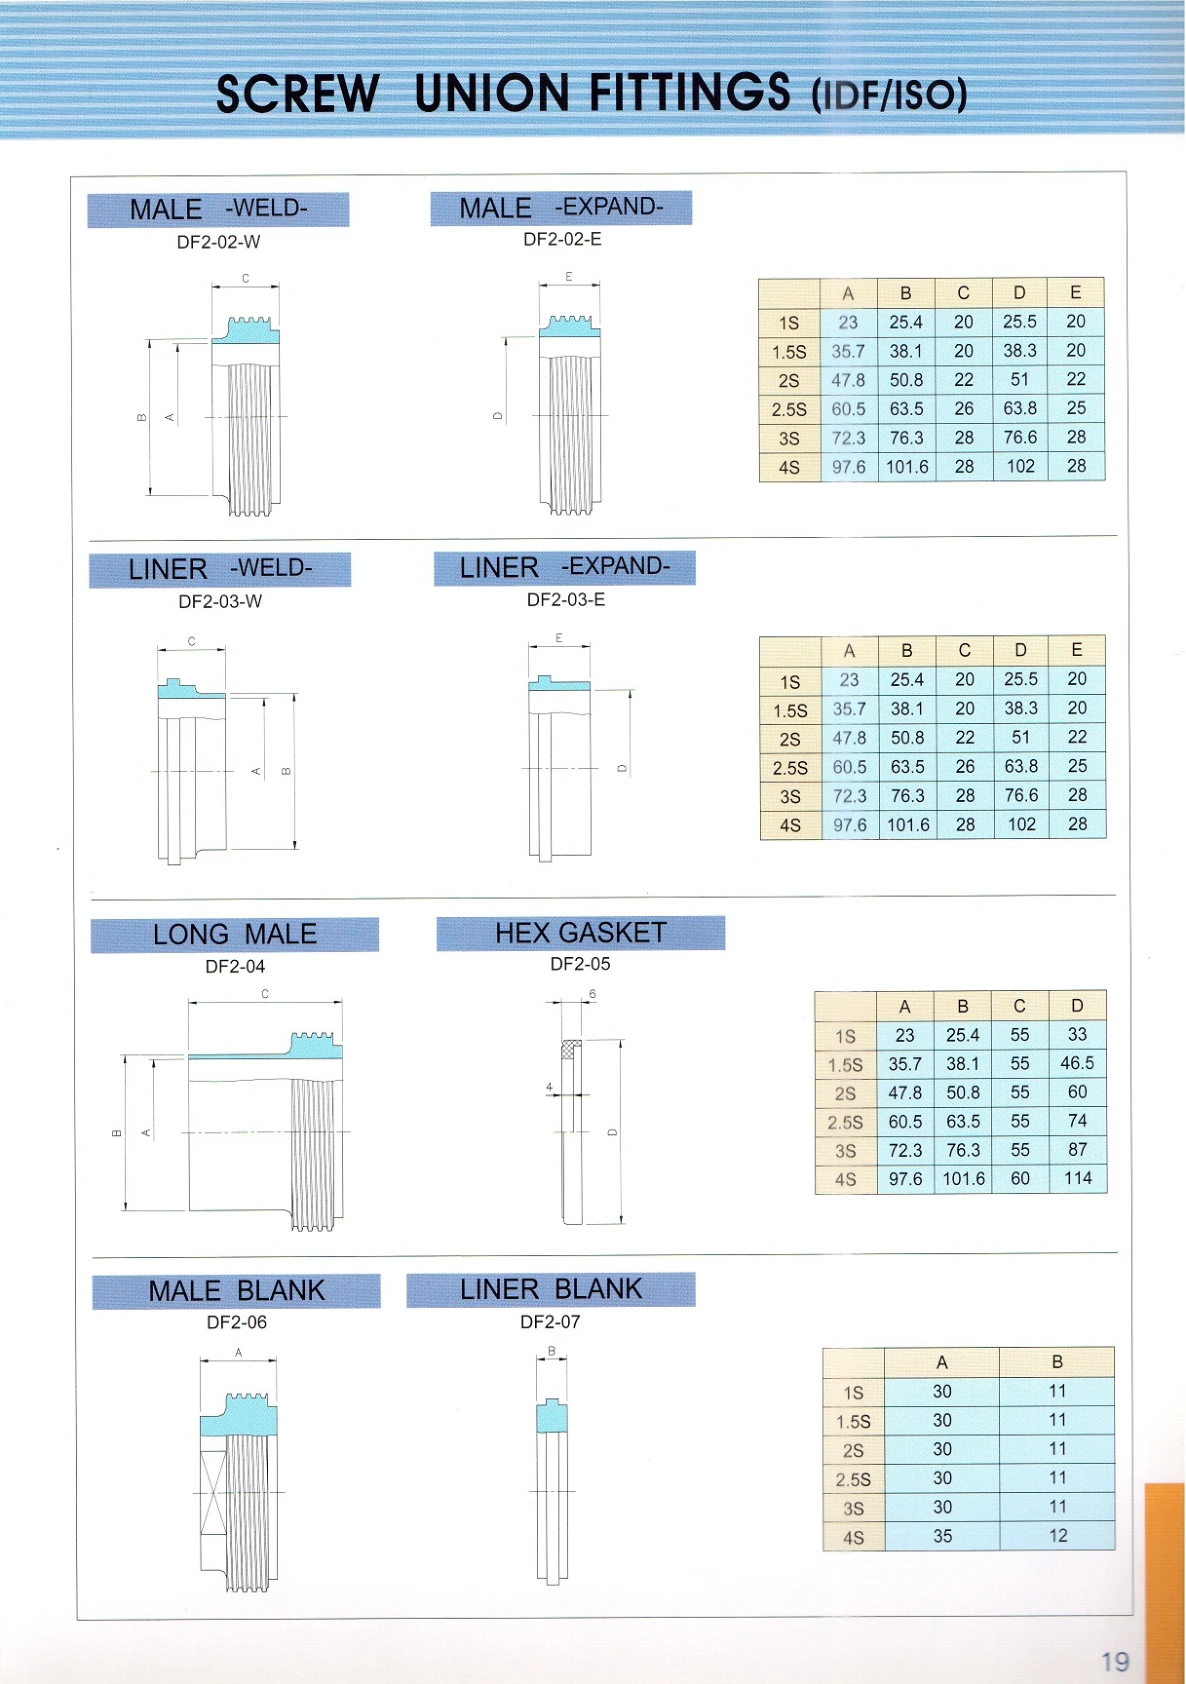 SCREW UNION FITTINGS (IDF/ISO)
MALE -WELD-
DF2-02-W
C
B
A
MALE -EXPAND-
DF2-02-E
E
D
A B C D E
1S 23 25.4 20 25.5 20
1.5S 35.7 38.1 20 38.3 20
2S 47.8 50.8 22 51 22
2.5S 60.5 63.5 26 63.8 25
3S 72.3 76.3 28 76.6 28
4S 97.6 101.6 28 102 28
LINER -WELD-
DF2-03-W
C
A
B
LINER -EXPAND-
DF2-03-E
E
D
A B C D E
1S 23 25.4 20 25.5 20
1.5S 35.7 38.1 20 38.3 20
2S 47.8 50.8 22 51 22
2.5S 60.5 63.5 26 63.8 25
3S 72.3 76.3 28 76.6 28
4S 97.6 101.6 28 102 28
LONG MALE
DF2-04
C
B
A
HEX GASKET
DF2-05
6
4
D
A B C D
1S 23 25.4 55 33
1.5S 35.7 38.1 55 46.5
2S 47.8 50.8 55 60
2.5S 60.5 63.5 55 74
3S 72.3 76.3 55 87
4S 97.6 101.6 60 114
MALE BLANK
DF2-06
A
LINER BLANK
DF2-07
B
A B
1S 30 11
1.5S 30 11
2S 30 11
2.5S 30 11
3S 30 11
4S 35 12
19